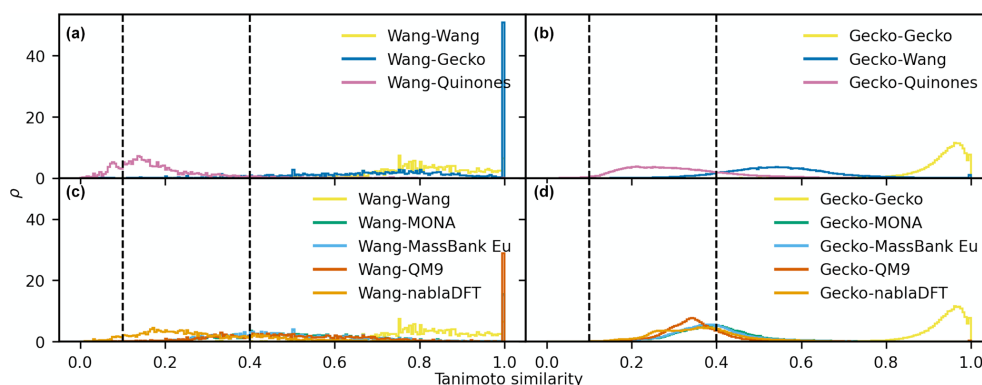 (a)
Wang-Wang
Wang-Gecko
Wang-Quinones
(b)
Gecko-Gecko
Gecko-Wang
Gecko-Quinones
40
20
0
(c)
Wang-Wang
Wang-MONA
Wang-MassBank Eu
Wang-QM9
Wang-nablaDFT
(d)
Gecko-Gecko
Gecko-MONA
Gecko-MassBank Eu
Gecko-QM9
Gecko-nablaDFT
40
20
0
ρ
0.0 0.2 0.4 0.6 0.8 1.0
0.0 0.2 0.4 0.6 0.8 1.0
Tanimoto similarity